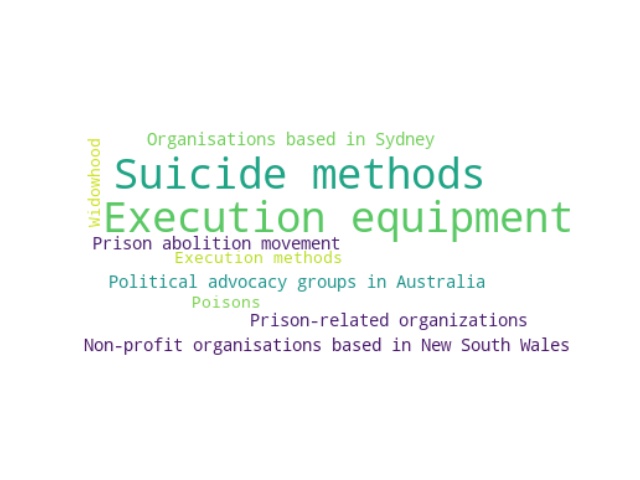 Organisations based in Sydney
Widowhood
Suicide methods
Execution equipment
Prison abolition movement
Execution methods
Political advocacy groups in Australia
Poisons
Prison-related organizations
Non-profit organisations based in New South Wales